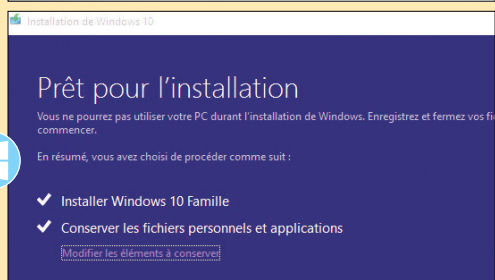 Installation de Windows 10
Prêt pour l'installation
Vous ne pourrez pas utiliser votre PC durant l'installation de Windows. Enregistrez et fermez vos
commencer.
En résumé, vous avez choisi de procéder comme suit :
Installer Windows 10 Famille
Conserver les fichiers personnels et applications
Modifier les éléments à conserver